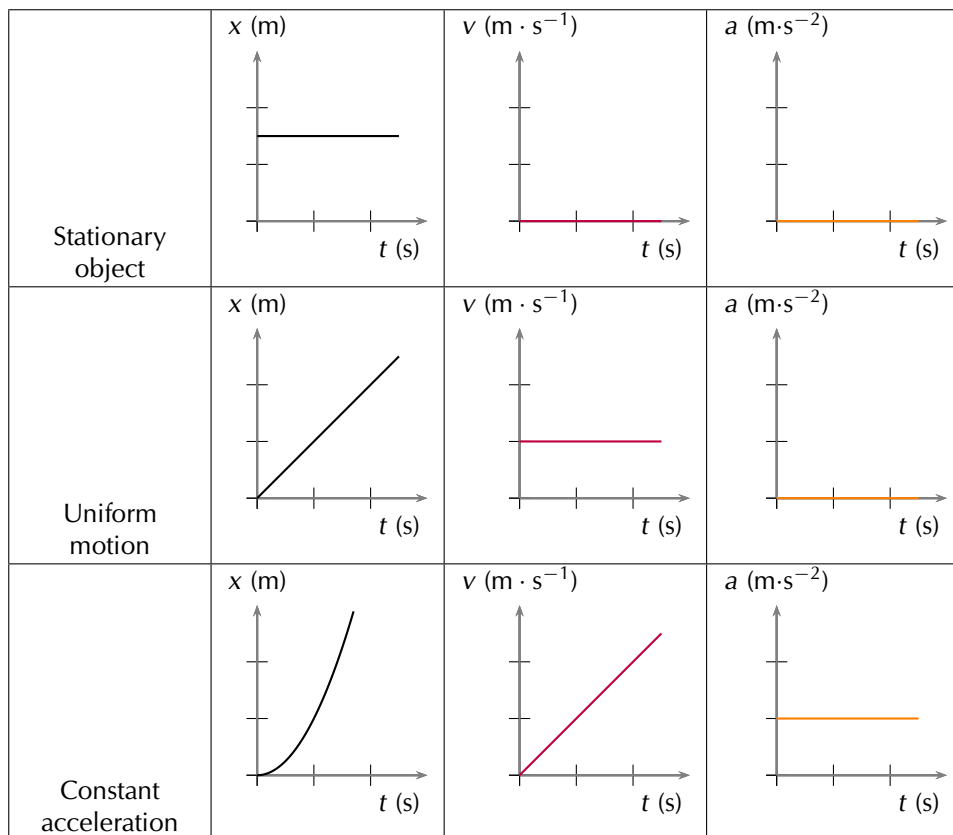 x (m)
v (m · s⁻¹)
a (m·s⁻²)
t (s)
t (s)
t (s)
Stationary
object
x (m)
v (m · s⁻¹)
a (m·s⁻²)
t (s)
t (s)
t (s)
Uniform
motion
x (m)
v (m · s⁻¹)
a (m·s⁻²)
t (s)
t (s)
t (s)
Constant
acceleration